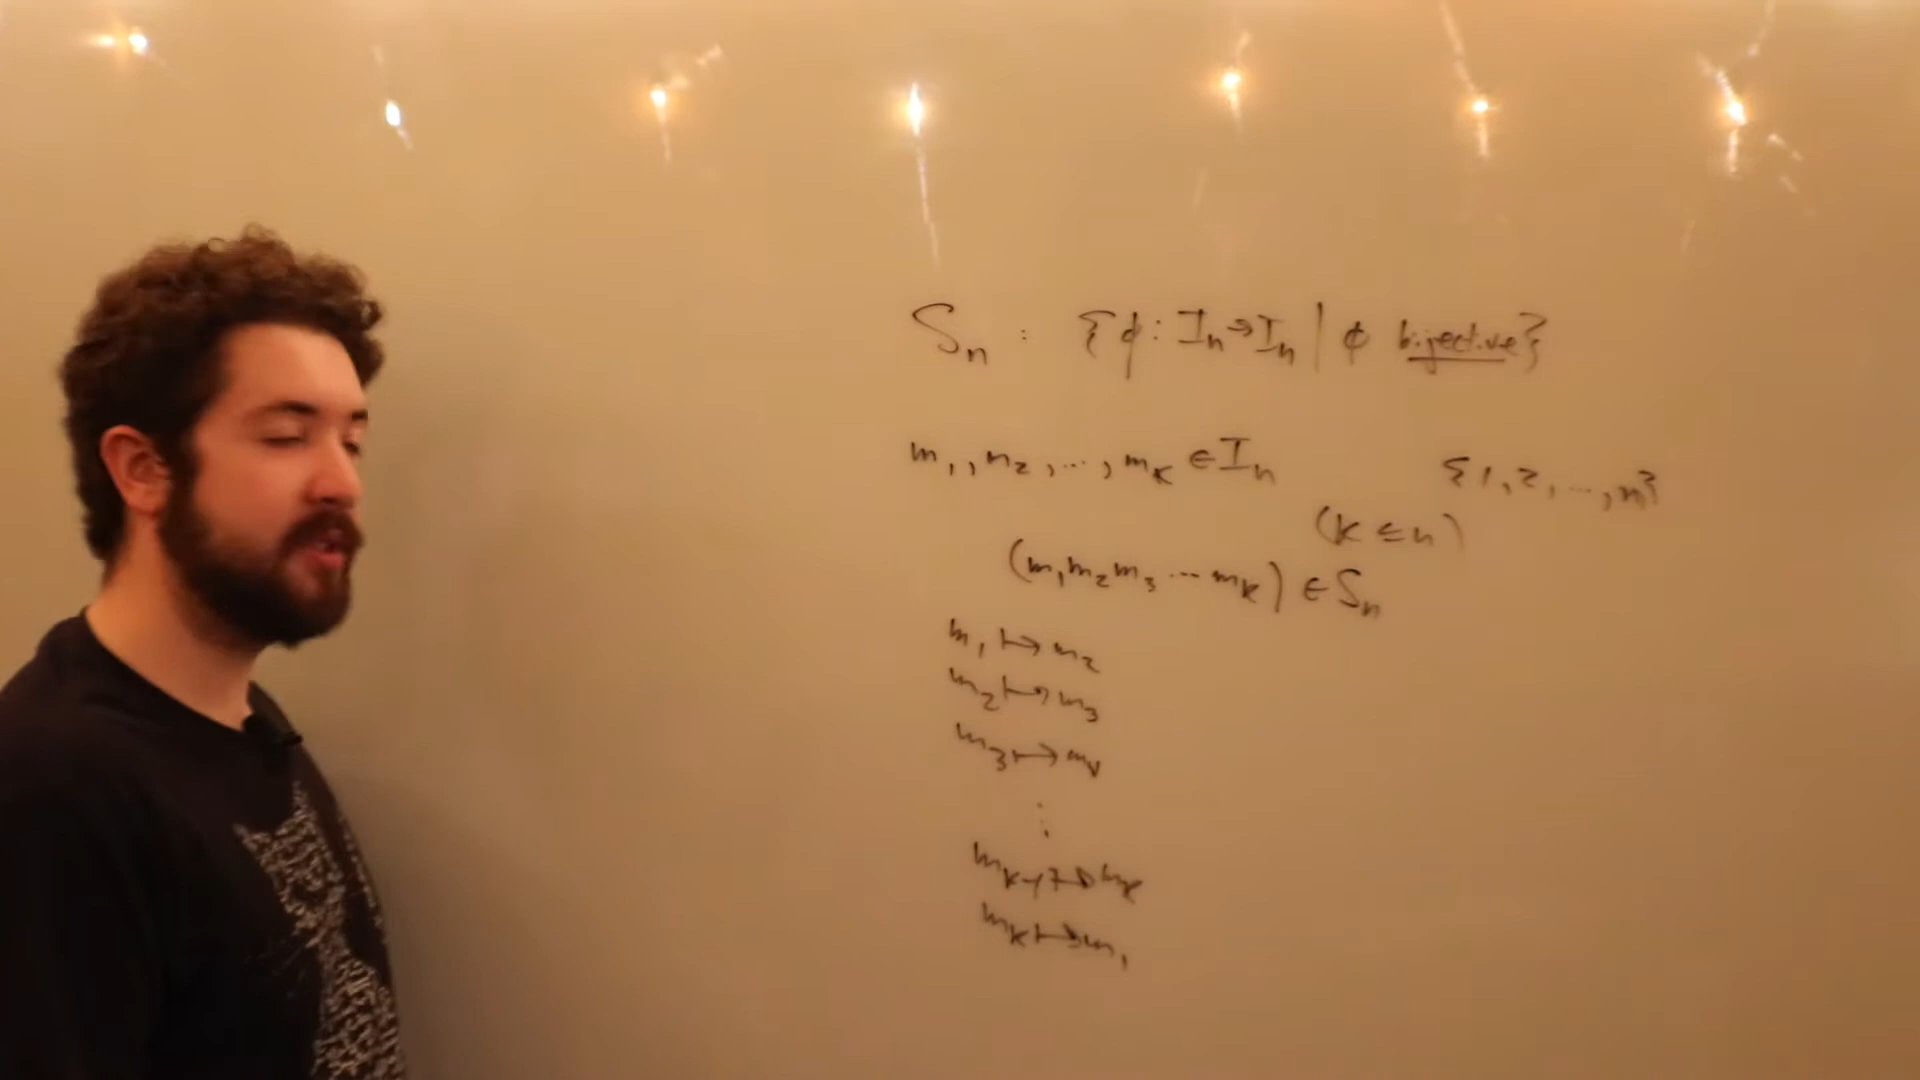 Sₙ : {ϕ : Iₙ → Iₙ | ϕ bijective}
m₁, m₂, ..., mₖ ∈ Iₙ {1, 2, ..., n}
(k ≤ n)
(m₁ m₂ m₃ ··· mₖ) ∈ Sₙ
m₁ ↦ m₂
m₂ ↦ m₃
m₃ ↦ m₄
⋮
mₖ₋₁ ↦ mₖ
mₖ ↦ m₁